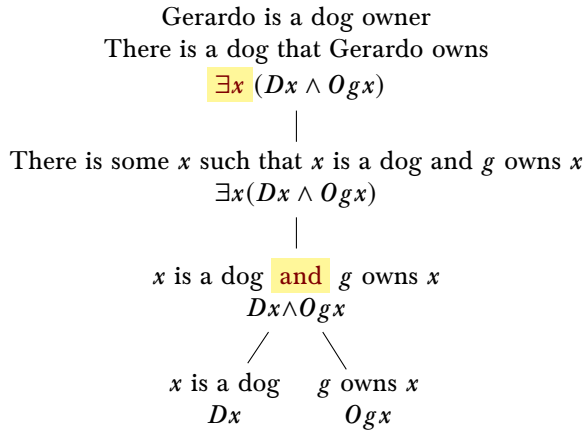 Gerardo is a dog owner
There is a dog that Gerardo owns
∃x (Dx ∧ Ogx)
There is some x such that x is a dog and g owns x
∃x(Dx ∧ Ogx)
x is a dog and g owns x
Dx∧Ogx
x is a dog g owns x
Dx Ogx